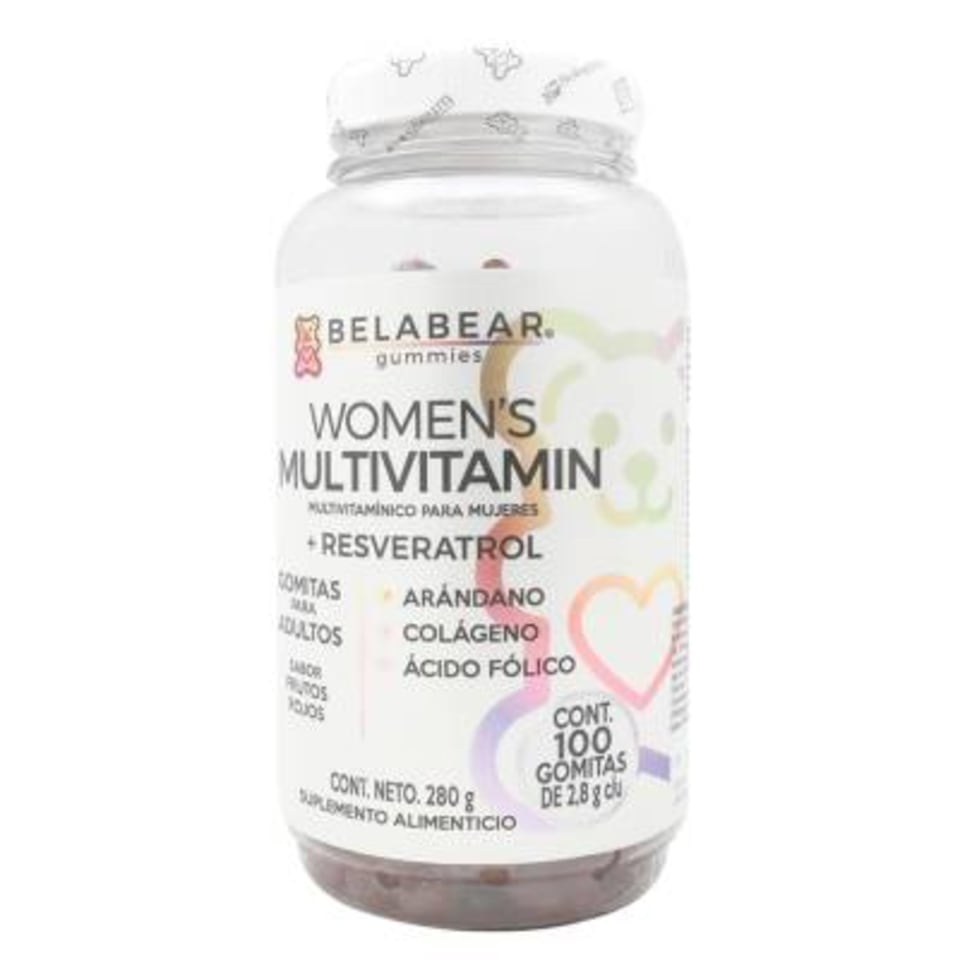 BELABEAR®
gummies
WOMEN'S
MULTIVITAMIN
MULTIVITAMÍNICO PARA MUJERES
+ RESVERATROL
GOMITAS
PARA
ADULTOS
SABOR
FRUTOS
ROJOS
ARÁNDANO
COLÁGENO
ÁCIDO FÓLICO
CONT.
100
GOMITAS
DE 2,8 g c/u
CONT. NETO. 280 g
SUPLEMENTO ALIMENTICIO